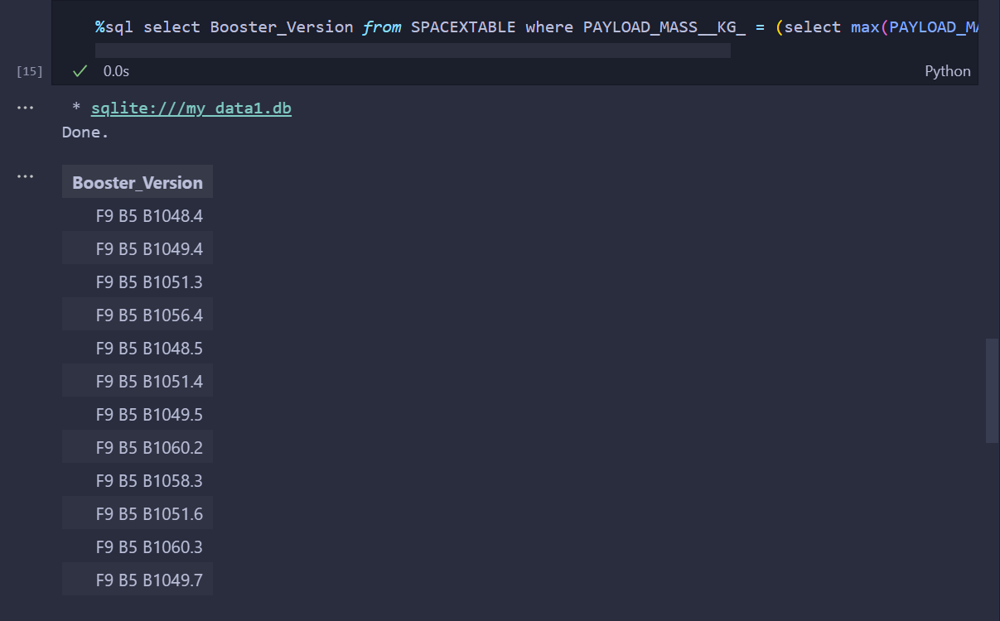 %sql select Booster_Version from SPACEXTABLE where PAYLOAD_MASS__KG_ = (select max(PAYLOAD_MA
[15] 0.0s Python
* sqlite:///my_data1.db
Done.
Booster_Version
F9 B5 B1048.4
F9 B5 B1049.4
F9 B5 B1051.3
F9 B5 B1056.4
F9 B5 B1048.5
F9 B5 B1051.4
F9 B5 B1049.5
F9 B5 B1060.2
F9 B5 B1058.3
F9 B5 B1051.6
F9 B5 B1060.3
F9 B5 B1049.7